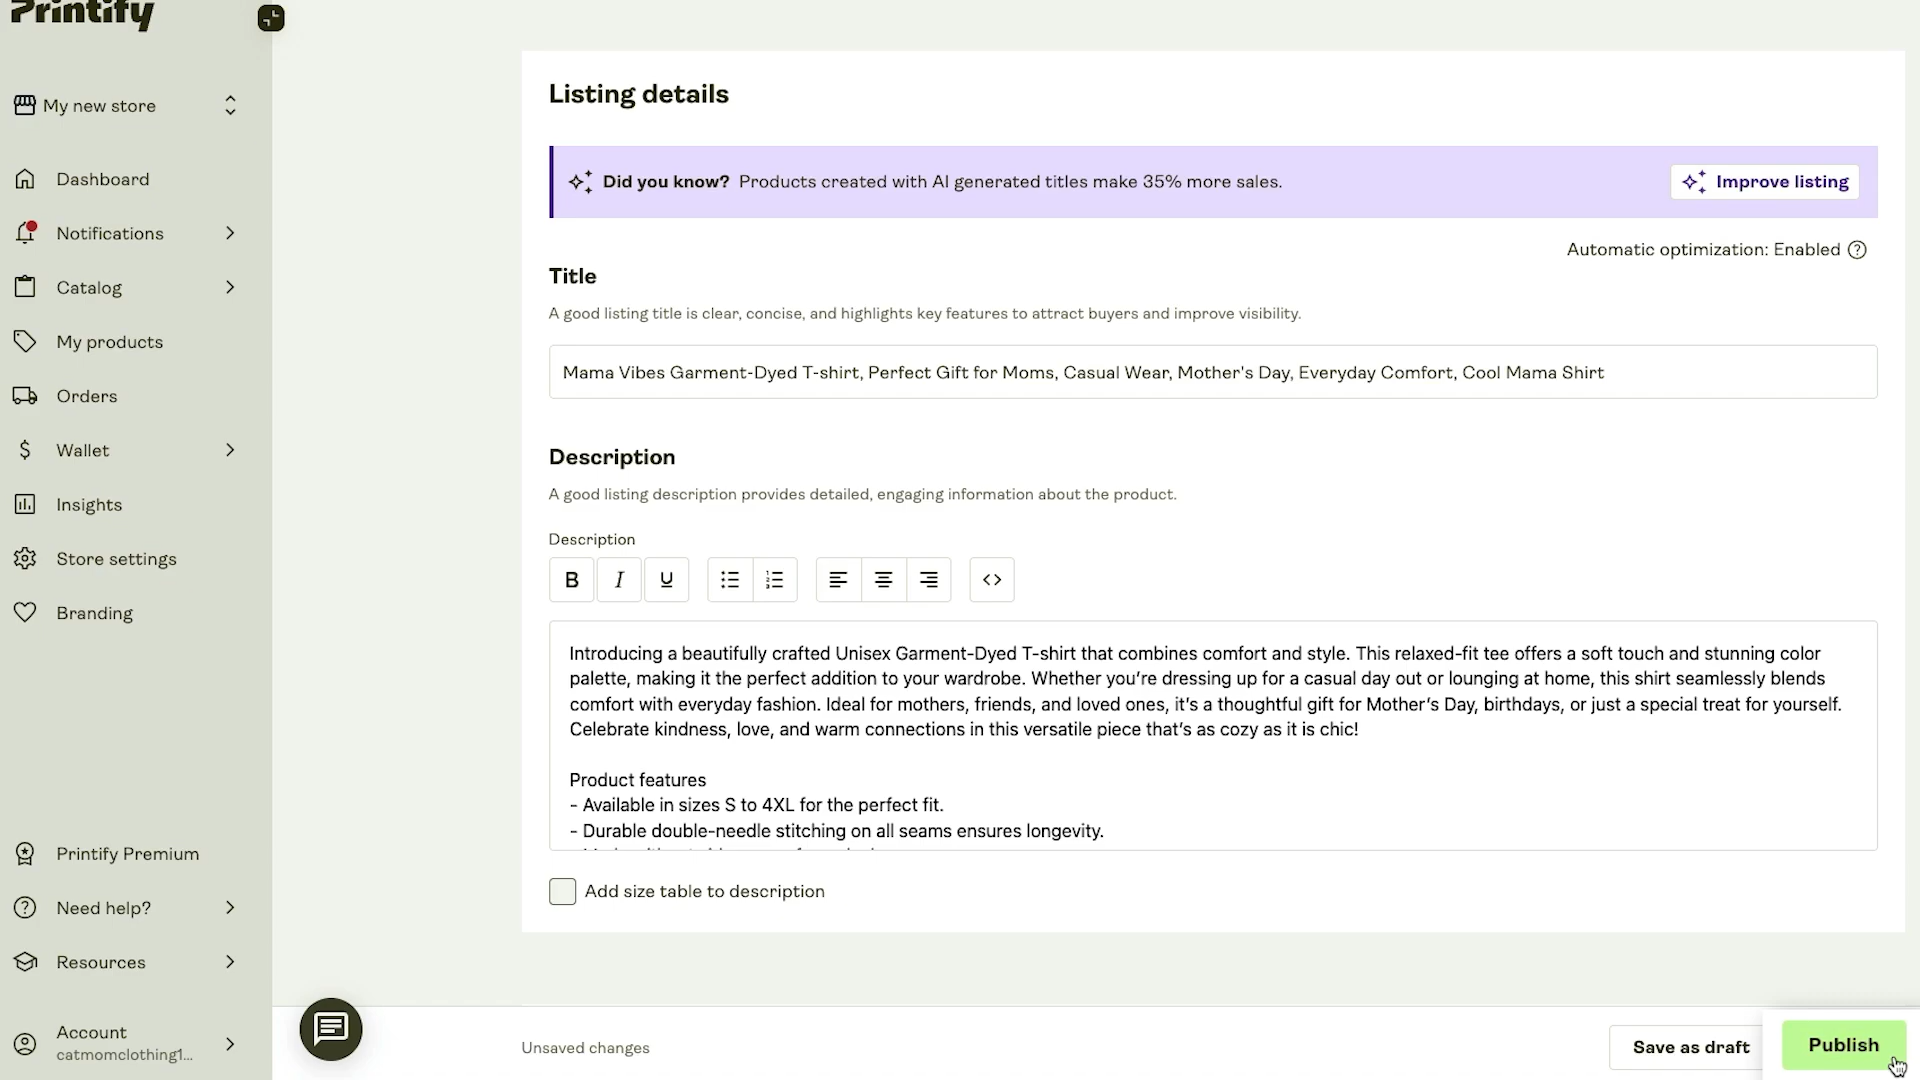 Printify
My new store
Dashboard
Notifications
Catalog
My products
Orders
Wallet
Insights
Store settings
Branding
Printify Premium
Need help?
Resources
Account
catmomclothing1...
Listing details
Did you know? Products created with AI generated titles make 35% more sales.
Improve listing
Automatic optimization: Enabled
Title
A good listing title is clear, concise, and highlights key features to attract buyers and improve visibility.
Mama Vibes Garment-Dyed T-shirt, Perfect Gift for Moms, Casual Wear, Mother's Day, Everyday Comfort, Cool Mama Shirt
Description
A good listing description provides detailed, engaging information about the product.
Description
B I U
Introducing a beautifully crafted Unisex Garment-Dyed T-shirt that combines comfort and style. This relaxed-fit tee offers a soft touch and stunning color
palette, making it the perfect addition to your wardrobe. Whether you're dressing up for a casual day out or lounging at home, this shirt seamlessly blends
comfort with everyday fashion. Ideal for mothers, friends, and loved ones, it's a thoughtful gift for Mother's Day, birthdays, or just a special treat for yourself.
Celebrate kindness, love, and warm connections in this versatile piece that's as cozy as it is chic!
Product features
- Available in sizes S to 4XL for the perfect fit.
- Durable double-needle stitching on all seams ensures longevity.
Add size table to description
Unsaved changes
Save as draft
Publish